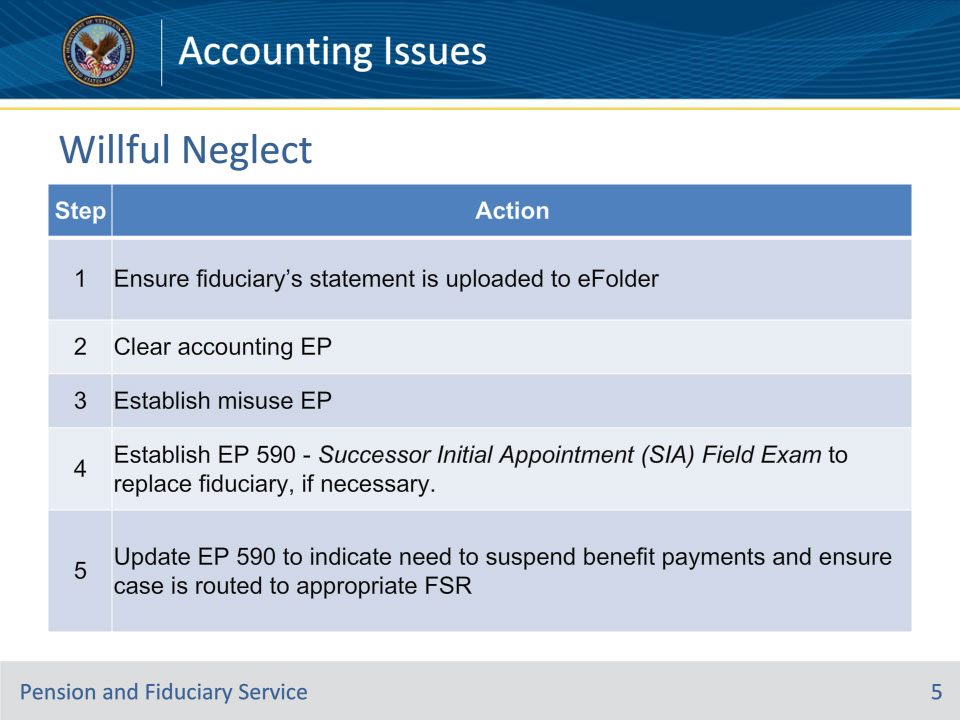 Accounting Issues
Willful Neglect
Step Action
1 Ensure fiduciary’s statement is uploaded to eFolder
2 Clear accounting EP
3 Establish misuse EP
4 Establish EP 590 - Successor Initial Appointment (SIA) Field Exam to
replace fiduciary, if necessary.
5 Update EP 590 to indicate need to suspend benefit payments and ensure
case is routed to appropriate FSR
Pension and Fiduciary Service 5